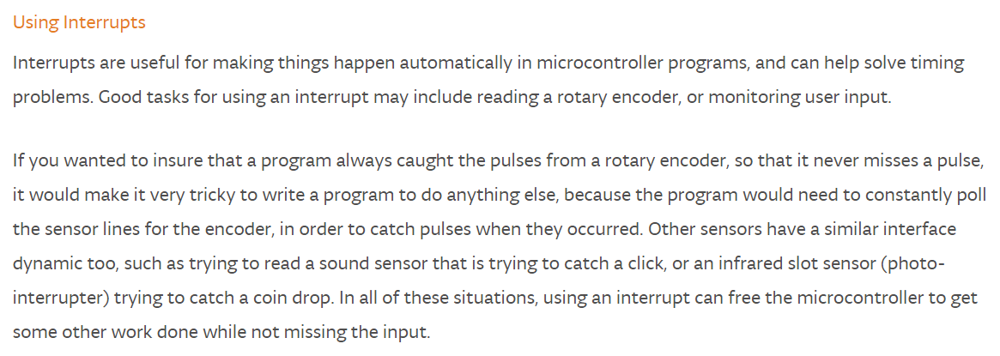 Using Interrupts
Interrupts are useful for making things happen automatically in microcontroller programs, and can help solve timing
problems. Good tasks for using an interrupt may include reading a rotary encoder, or monitoring user input.
If you wanted to insure that a program always caught the pulses from a rotary encoder, so that it never misses a pulse,
it would make it very tricky to write a program to do anything else, because the program would need to constantly poll
the sensor lines for the encoder, in order to catch pulses when they occurred. Other sensors have a similar interface
dynamic too, such as trying to read a sound sensor that is trying to catch a click, or an infrared slot sensor (photo-
interrupter) trying to catch a coin drop. In all of these situations, using an interrupt can free the microcontroller to get
some other work done while not missing the input.